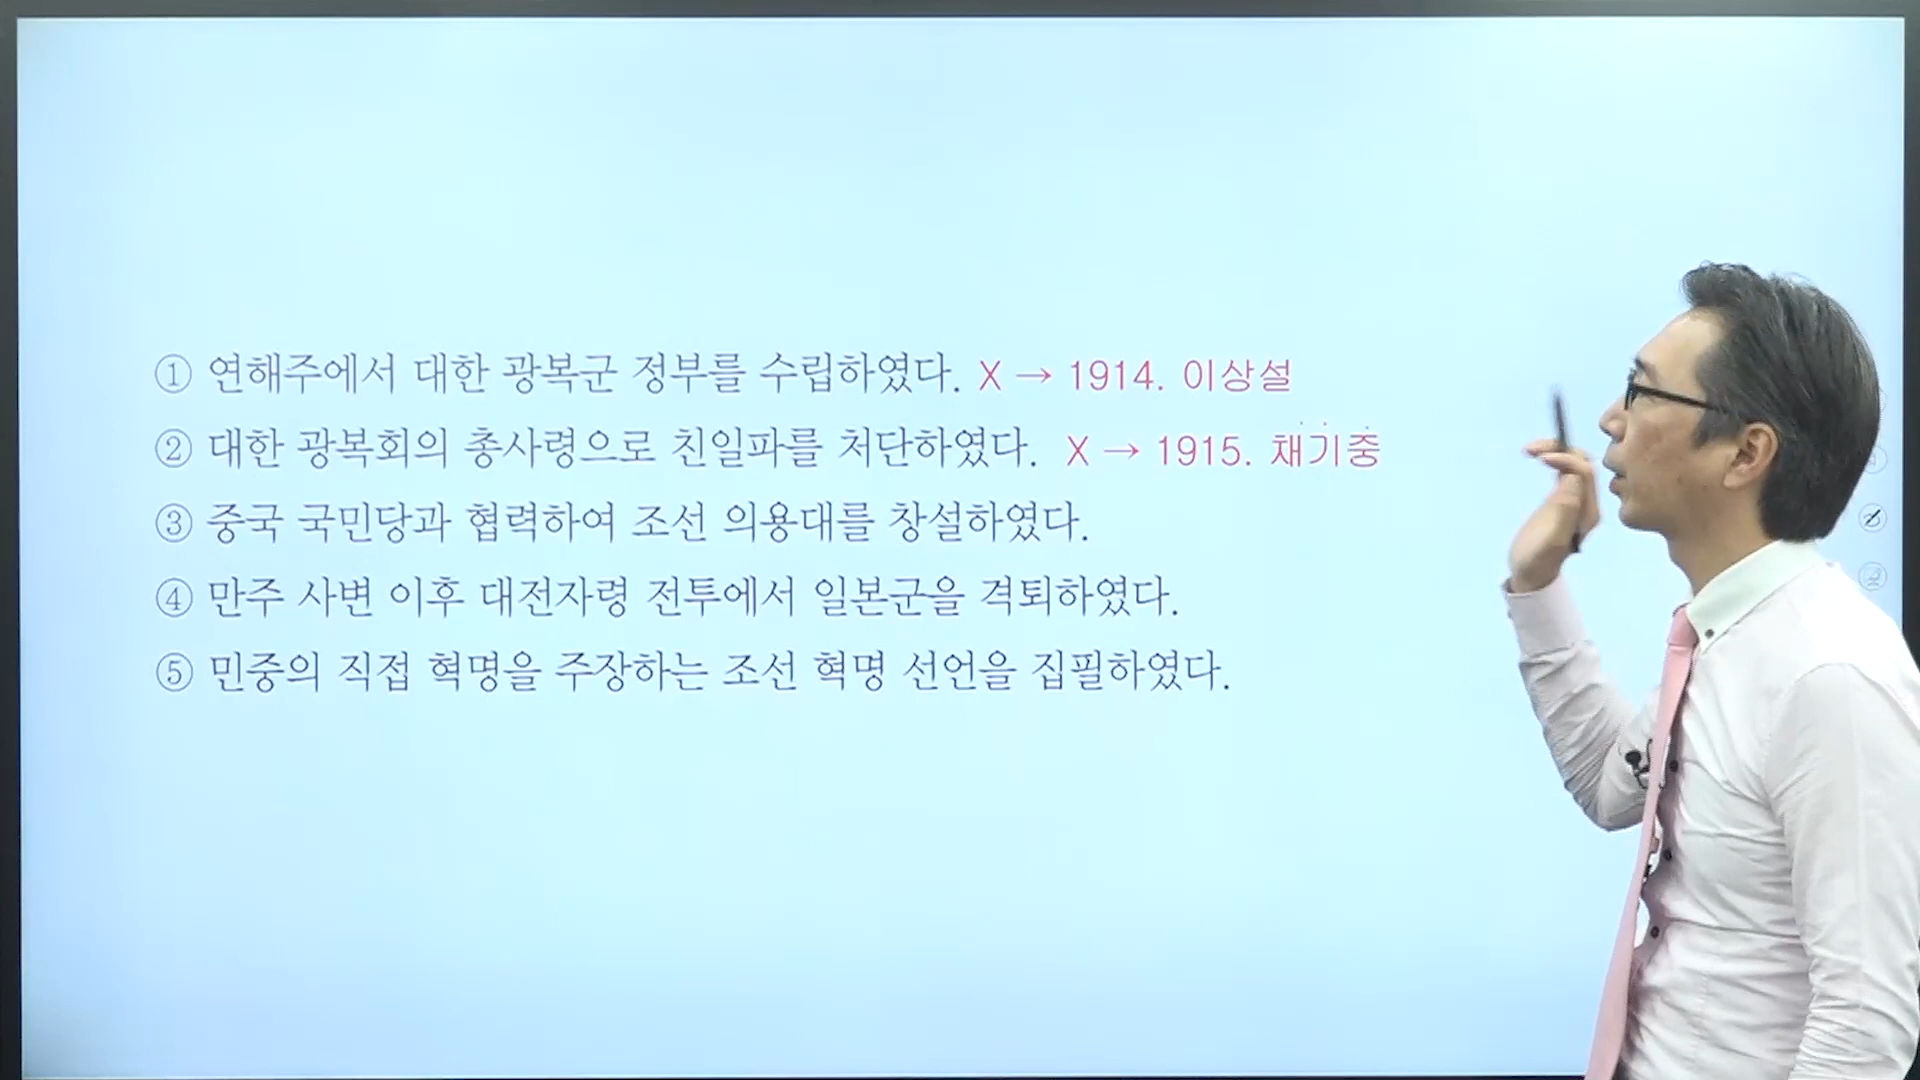 ① 연해주에서 대한 광복군 정부를 수립하였다. X → 1914. 이상설
② 대한 광복회의 총사령으로 친일파를 처단하였다. X → 1915. 채기중
③ 중국 국민당과 협력하여 조선 의용대를 창설하였다.
④ 만주 사변 이후 대전자령 전투에서 일본군을 격퇴하였다.
⑤ 민중의 직접 혁명을 주장하는 조선 혁명 선언을 집필하였다.